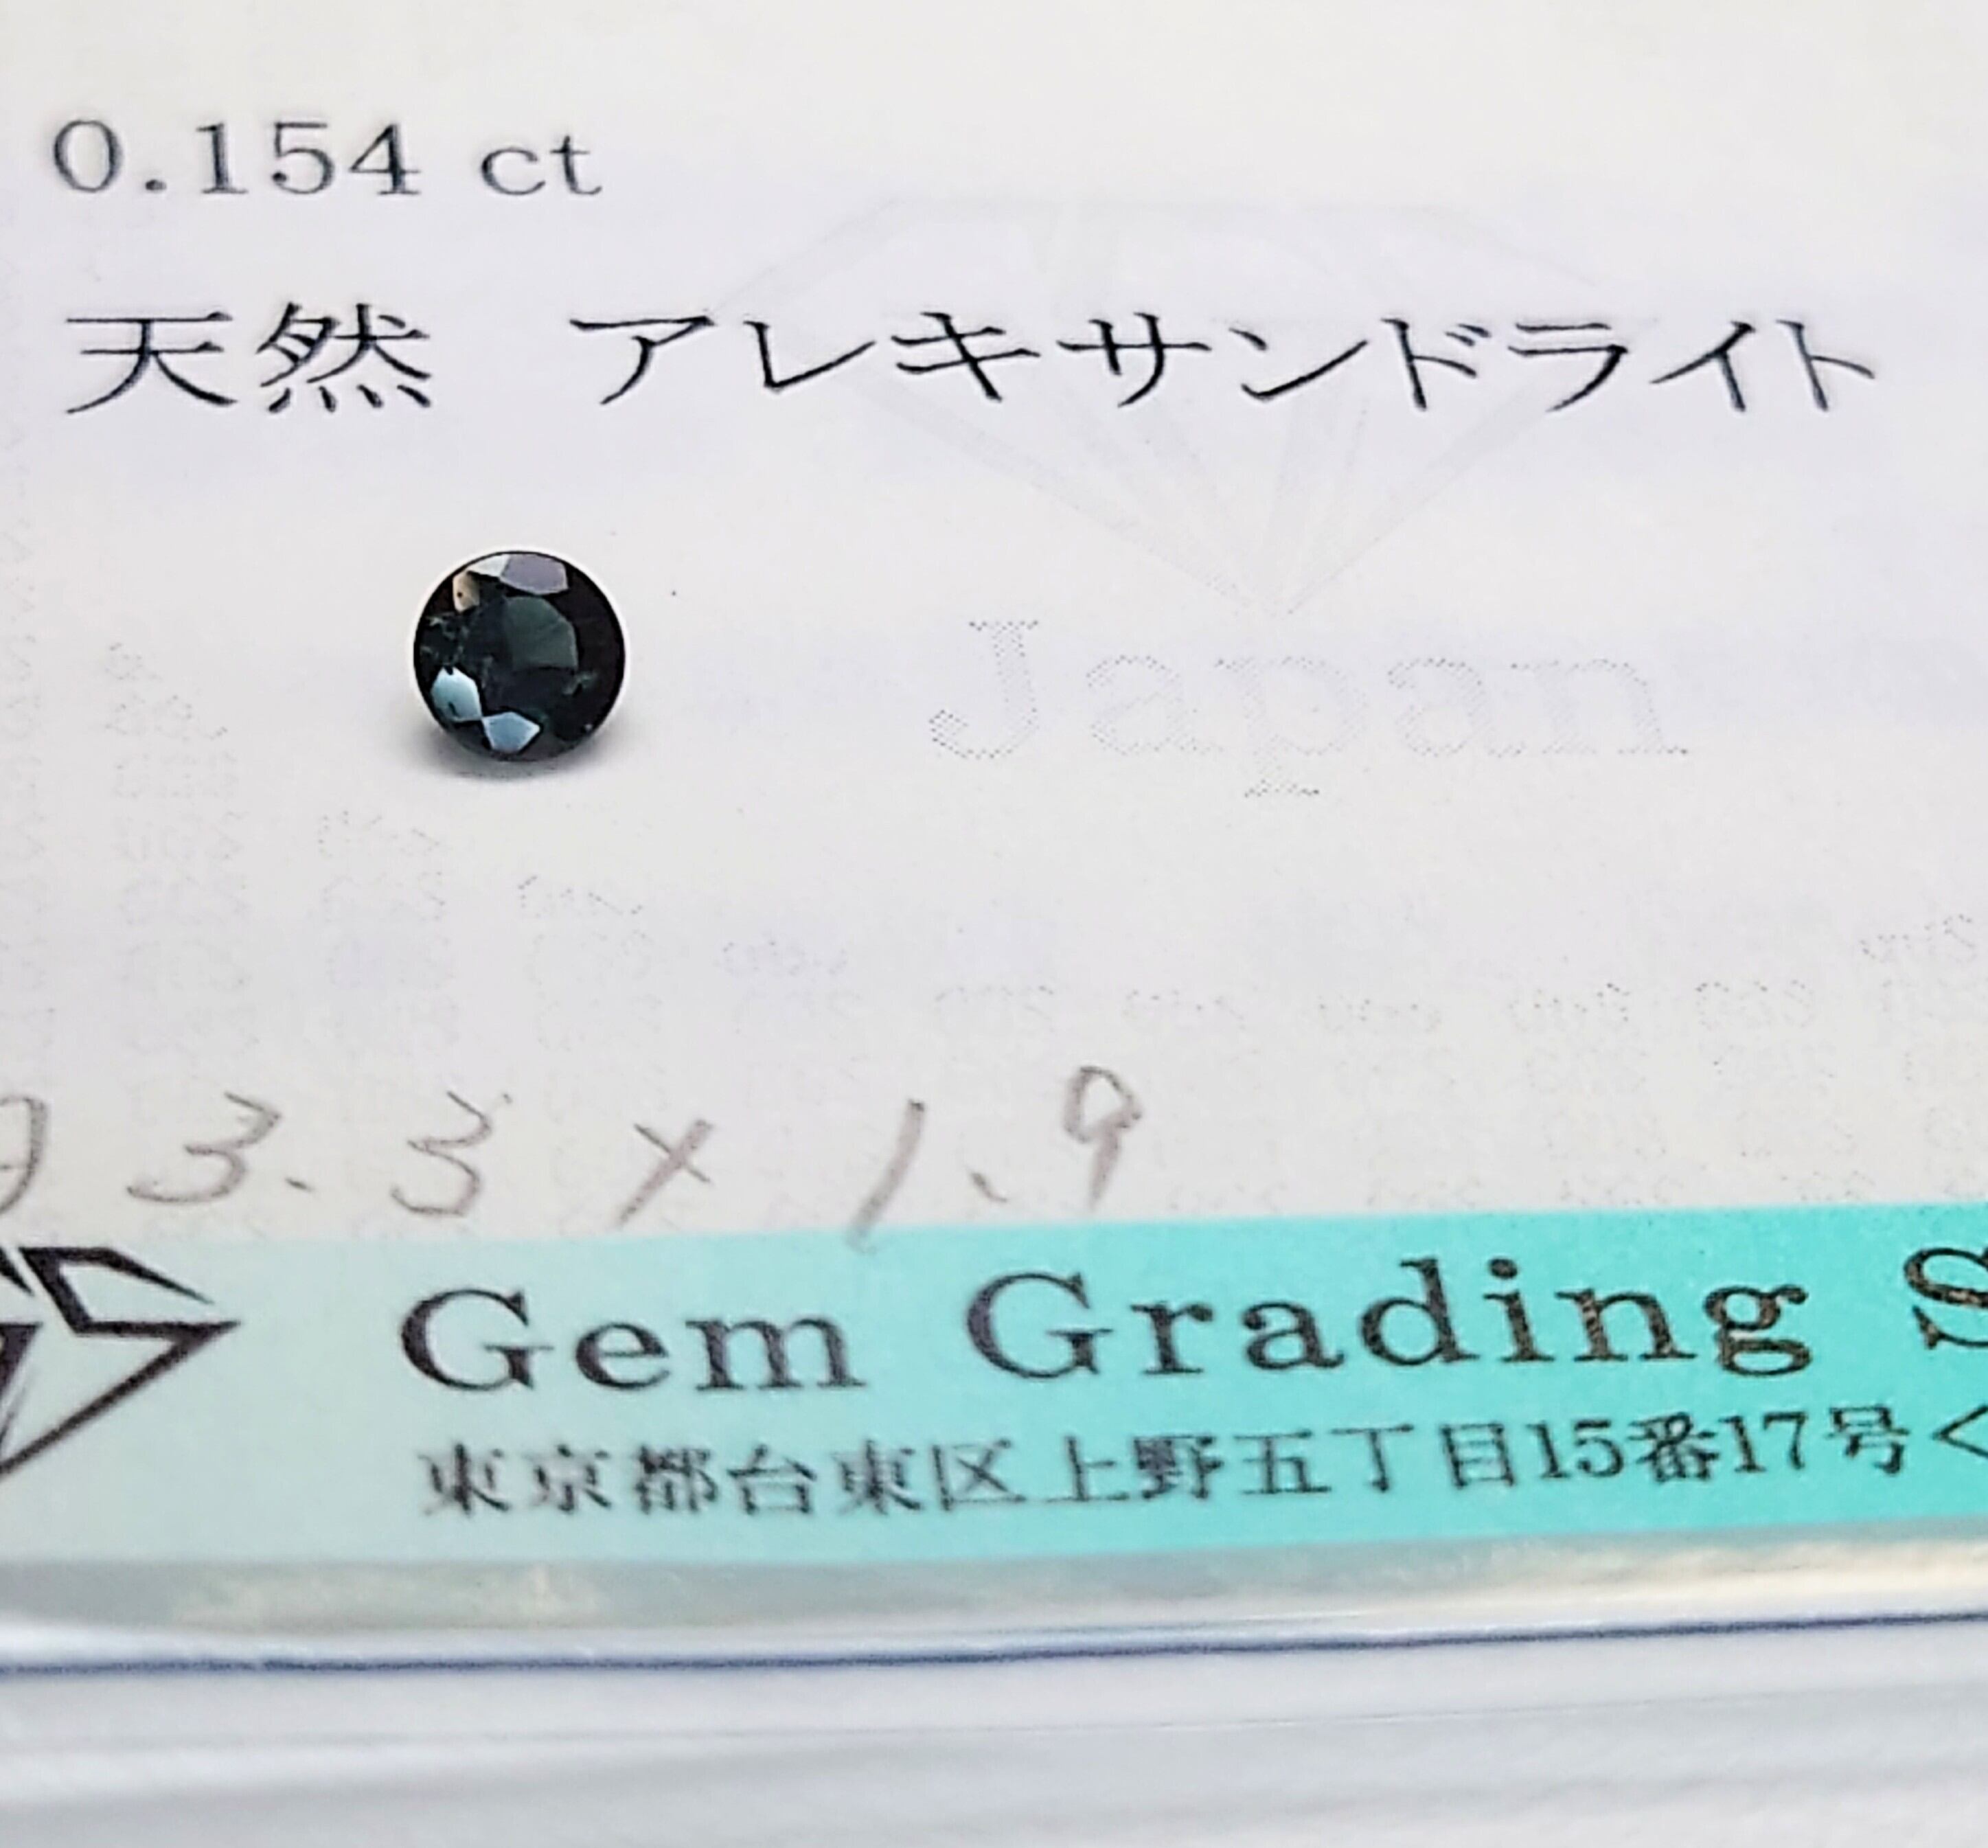 0.154 ct
天然 アレキサンドライト
Japan
3.3 × 1.9
Gem Grading S
東京都台東区上野五丁目15番17号<